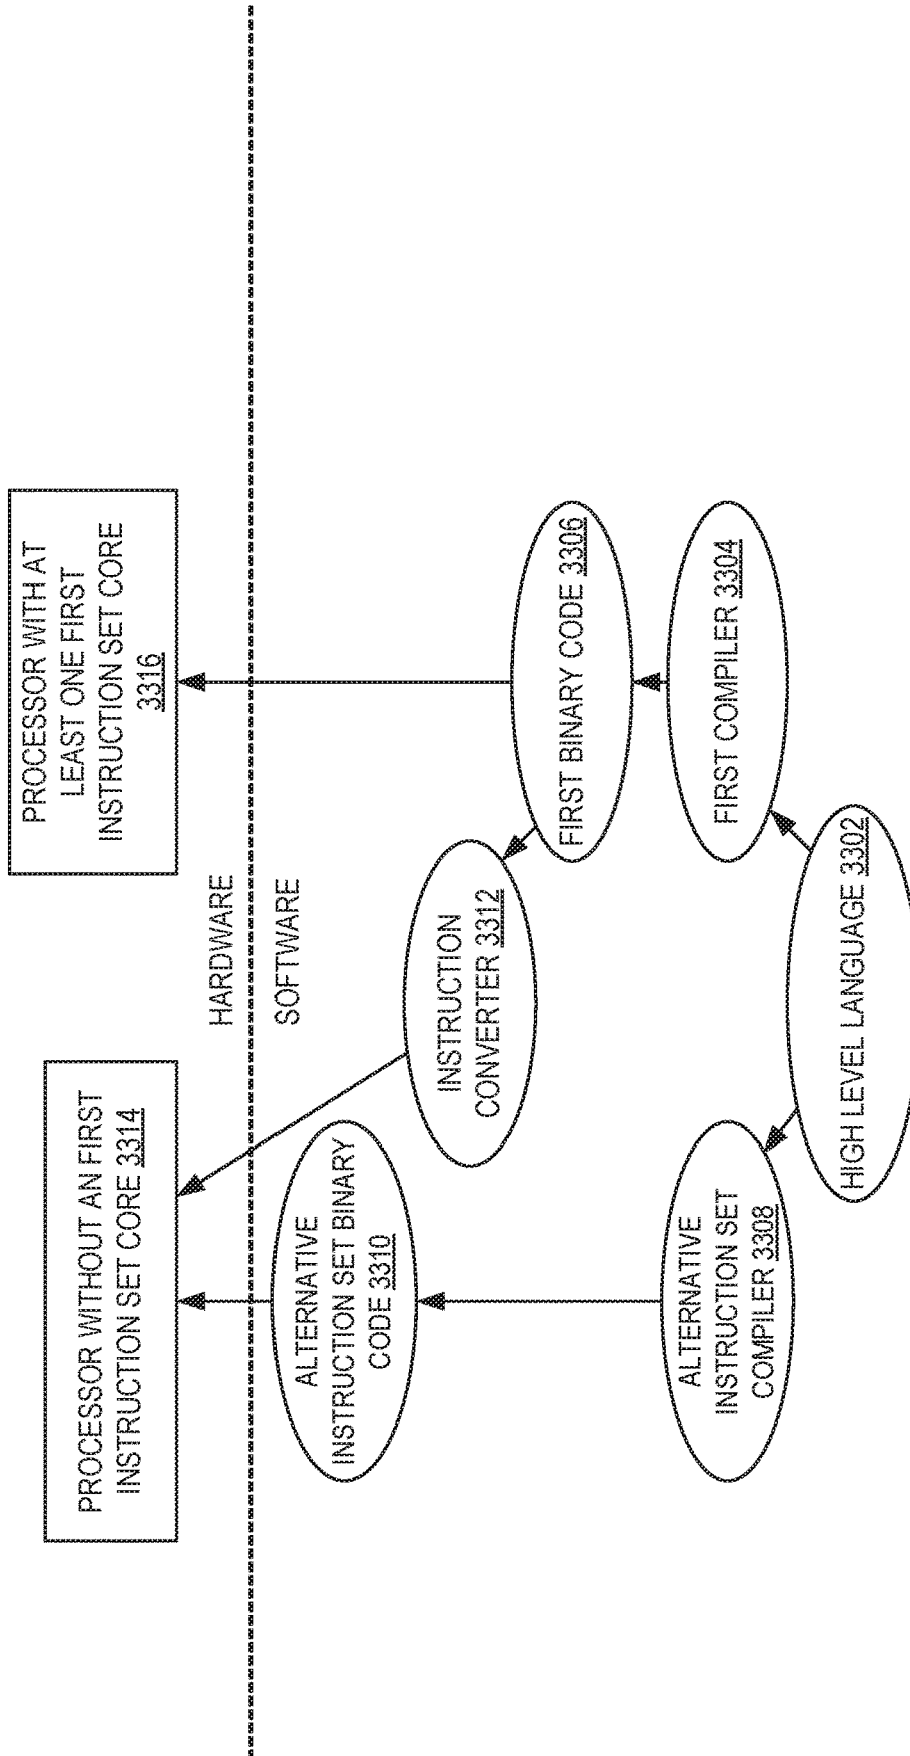 PROCESSOR WITHOUT AN FIRST
INSTRUCTION SET CORE 3314
PROCESSOR WITH AT
LEAST ONE FIRST
INSTRUCTION SET CORE
3316
HARDWARE
SOFTWARE
ALTERNATIVE
INSTRUCTION SET BINARY
CODE 3310
INSTRUCTION
CONVERTER 3312
FIRST BINARY CODE 3306
ALTERNATIVE
INSTRUCTION SET
COMPILER 3308
FIRST COMPILER 3304
HIGH LEVEL LANGUAGE 3302